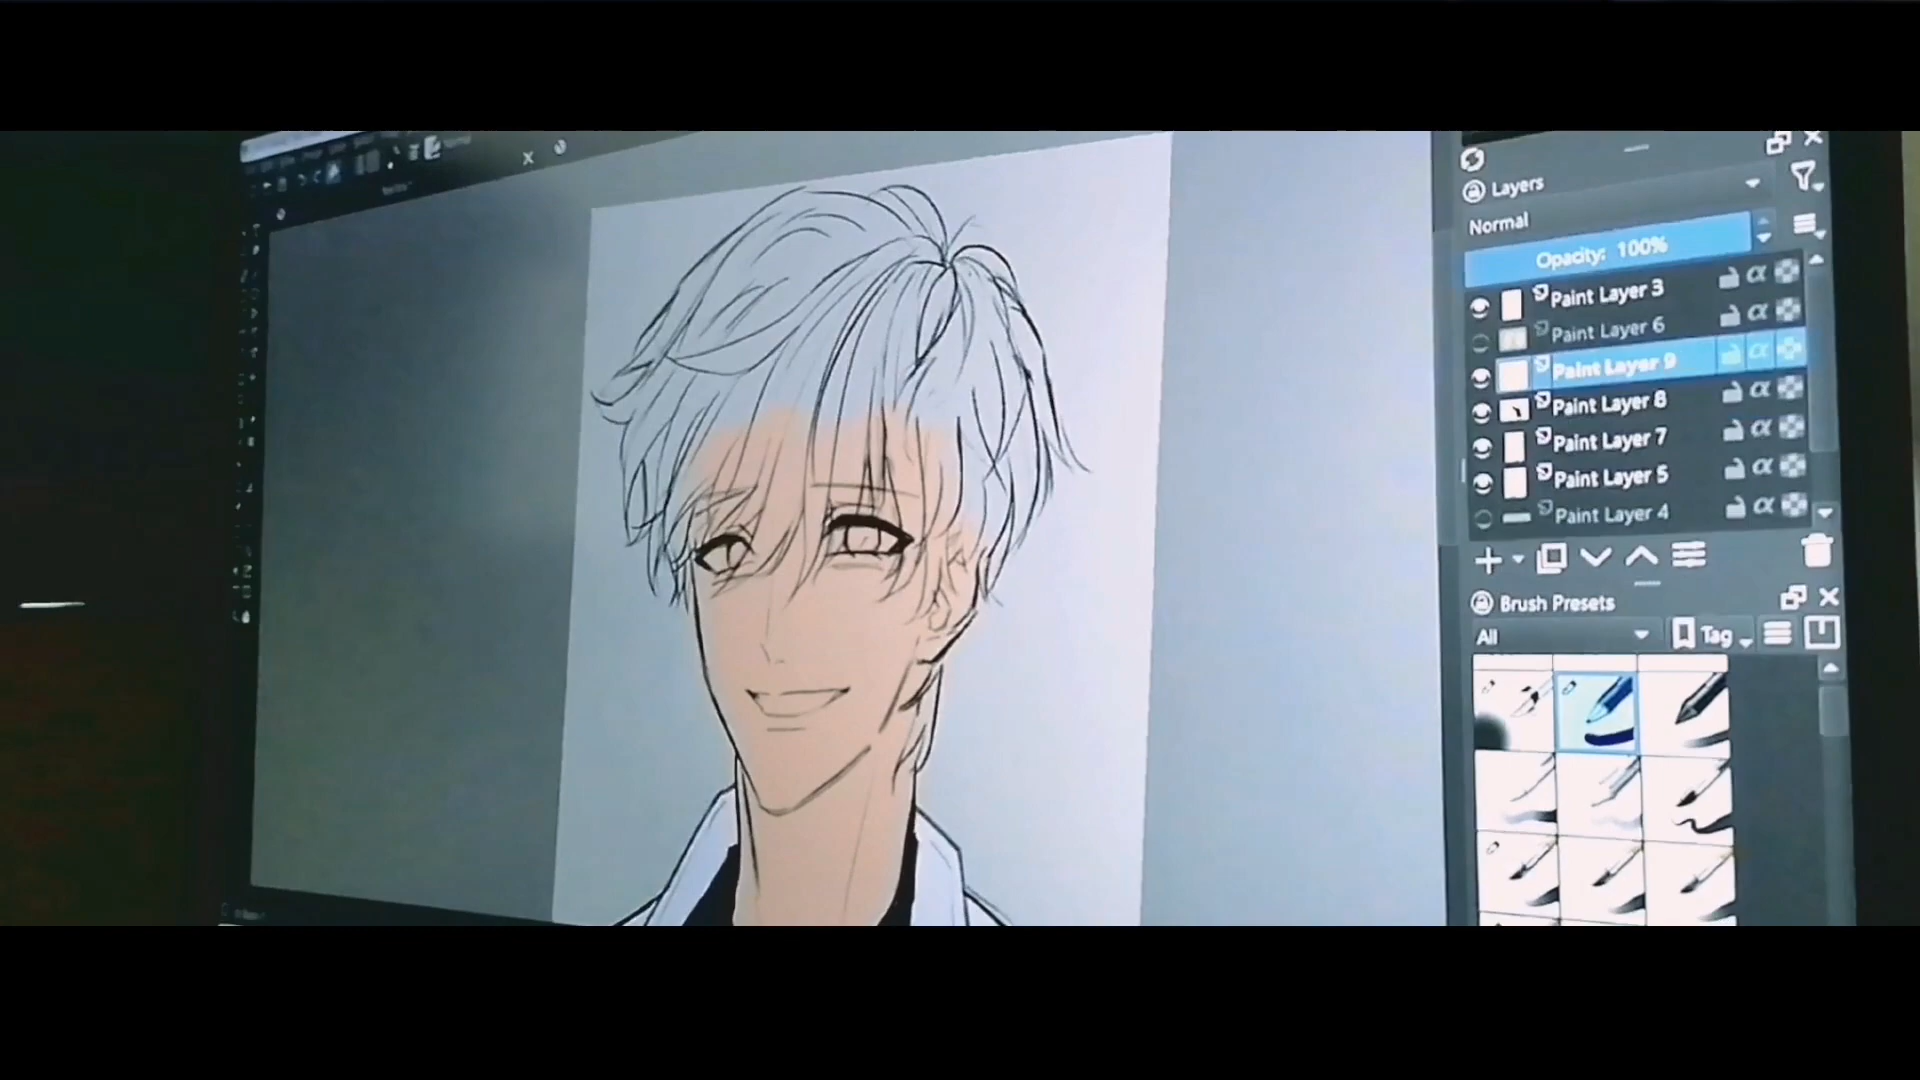 Layers
Normal
Opacity: 100%
Paint Layer 3
Paint Layer 6
Paint Layer 9
Paint Layer 8
Paint Layer 7
Paint Layer 5
Paint Layer 4
Brush Presets
All
Tag